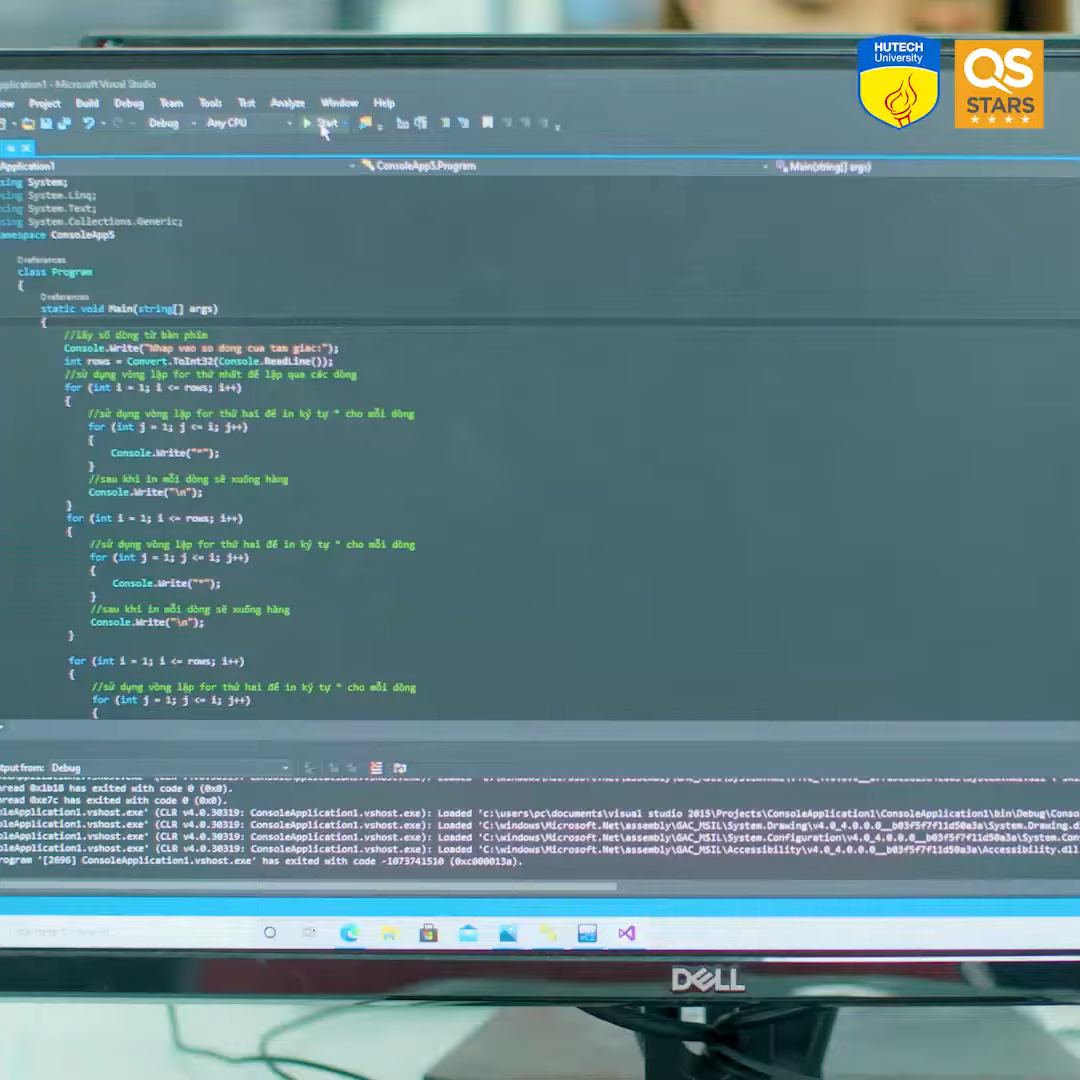 HUTECH
University
QS
STARS
pplication1 - Microsoft Visual Studio
ew Project Build Debug Team Tools Test Analyze Window Help
Debug Any CPU Start
Application1 ConsoleApp5.Program Main(string[] args)
sing System;
sing System.Linq;
sing System.Text;
sing System.Collections.Generic;
amespace ConsoleApp5
0 references
class Program
{
0 references
static void Main(string[] args)
{
//lấy số dòng từ bàn phím
Console.Write("Nhap vao so dong cua tam giac:");
int rows = Convert.ToInt32(Console.ReadLine());
//sử dụng vòng lặp for thứ nhất để lặp qua các dòng
for (int i = 1; i <= rows; i++)
{
//sử dụng vòng lặp for thứ hai để in ký tự * cho mỗi dòng
for (int j = 1; j <= i; j++)
{
Console.Write("*");
}
//sau khi in mỗi dòng sẽ xuống hàng
Console.Write("\n");
}
for (int i = 1; i <= rows; i++)
{
//sử dụng vòng lặp for thứ hai để in ký tự * cho mỗi dòng
for (int j = 1; j <= i; j++)
{
Console.Write("*");
}
//sau khi in mỗi dòng sẽ xuống hàng
Console.Write("\n");
}
for (int i = 1; i <= rows; i++)
{
//sử dụng vòng lặp for thứ hai để in ký tự * cho mỗi dòng
for (int j = 1; j <= i; j++)
{
tput from: Debug
hread 0x1b18 has exited with code 0 (0x0).
hread 0xe7c has exited with code 0 (0x0).
oleApplication1.vshost.exe' (CLR v4.0.30319: ConsoleApplication1.vshost.exe): Loaded 'c:\users\pc\documents\visual studio 2015\Projects\ConsoleApplication1\ConsoleApplication1\bin\Debug\Conso
oleApplication1.vshost.exe' (CLR v4.0.30319: ConsoleApplication1.vshost.exe): Loaded 'C:\windows\Microsoft.Net\assembly\GAC_MSIL\System.Drawing\v4.0_4.0.0.0__b03f5f7f11d50a3a\System.Drawing.d
oleApplication1.vshost.exe' (CLR v4.0.30319: ConsoleApplication1.vshost.exe): Loaded 'C:\windows\Microsoft.Net\assembly\GAC_MSIL\System.Configuration\v4.0_4.0.0.0__b03f5f7f11d50a3a\System.Co
oleApplication1.vshost.exe' (CLR v4.0.30319: ConsoleApplication1.vshost.exe): Loaded 'C:\windows\Microsoft.Net\assembly\GAC_MSIL\Accessibility\v4.0_4.0.0.0__b03f5f7f11d50a3a\Accessibility.dll
rogram '[2696] ConsoleApplication1.vshost.exe' has exited with code -1073741510 (0xc000013a).
DELL